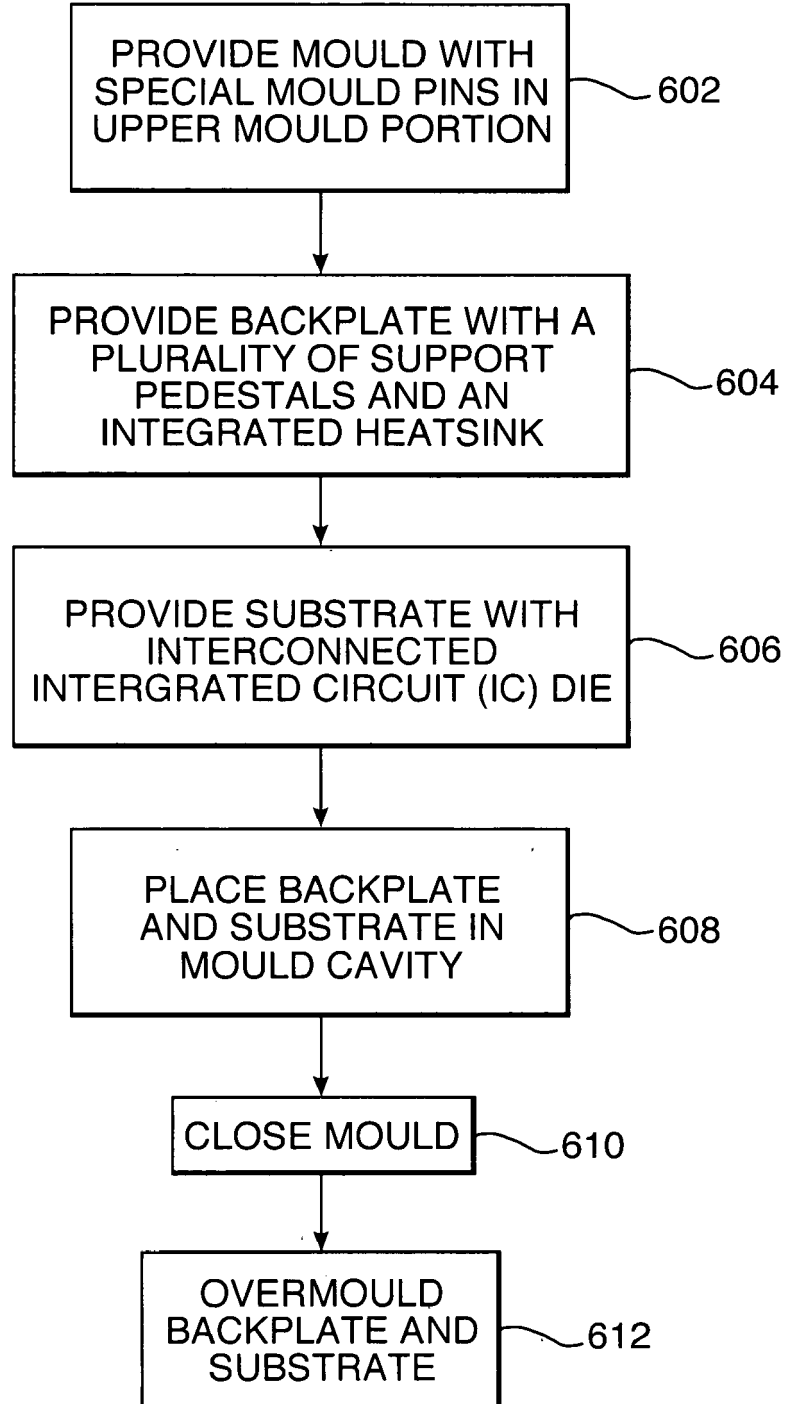 PROVIDE MOULD WITH
SPECIAL MOULD PINS IN
UPPER MOULD PORTION
602
PROVIDE BACKPLATE WITH A
PLURALITY OF SUPPORT
PEDESTALS AND AN
INTEGRATED HEATSINK
604
PROVIDE SUBSTRATE WITH
INTERCONNECTED
INTERGRATED CIRCUIT (IC) DIE
606
PLACE BACKPLATE
AND SUBSTRATE IN
MOULD CAVITY
608
CLOSE MOULD
610
OVERMOULD
BACKPLATE AND
SUBSTRATE
612